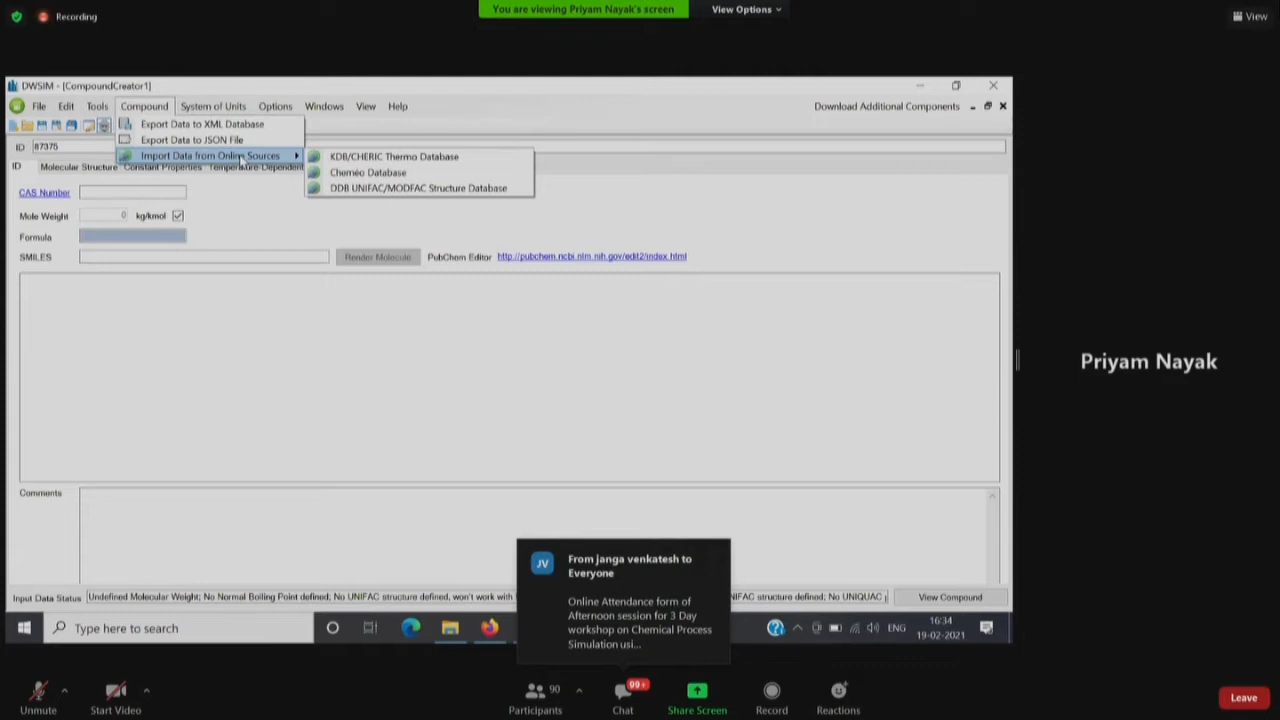 Recording
You are viewing Priyam Nayak's screen
View Options
View
DWSIM - [CompoundCreator1]
File Edit Tools Compound System of Units Options Windows View Help
Download Additional Components
Export Data to XML Database
Export Data to JSON File
Import Data from Online Sources
KDB/CHERIC Thermo Database
Cheméo Database
DDB UNIFAC/MODFAC Structure Database
ID 87375
ID Molecular Structure Constant Properties Temperature-Dependent
CAS Number
Mole Weight 0 kg/kmol
Formula
SMILES Render Molecule PubChem Editor http://pubchem.ncbi.nlm.nih.gov/edit2/index.html
Priyam Nayak
Comments
JV
From janga venkatesh to
Everyone
Online Attendance form of
Afternoon session for 3 Day
workshop on Chemical Process
Simulation usi...
Input Data Status Undefined Molecular Weight; No Normal Boiling Point defined; No UNIFAC structure defined, won't work with NIFAC structure defined; No UNIQUAC View Compound
Type here to search
ENG
16:34
19-02-2021
90
99+
Unmute Start Video Participants Chat Share Screen Record Reactions
Leave